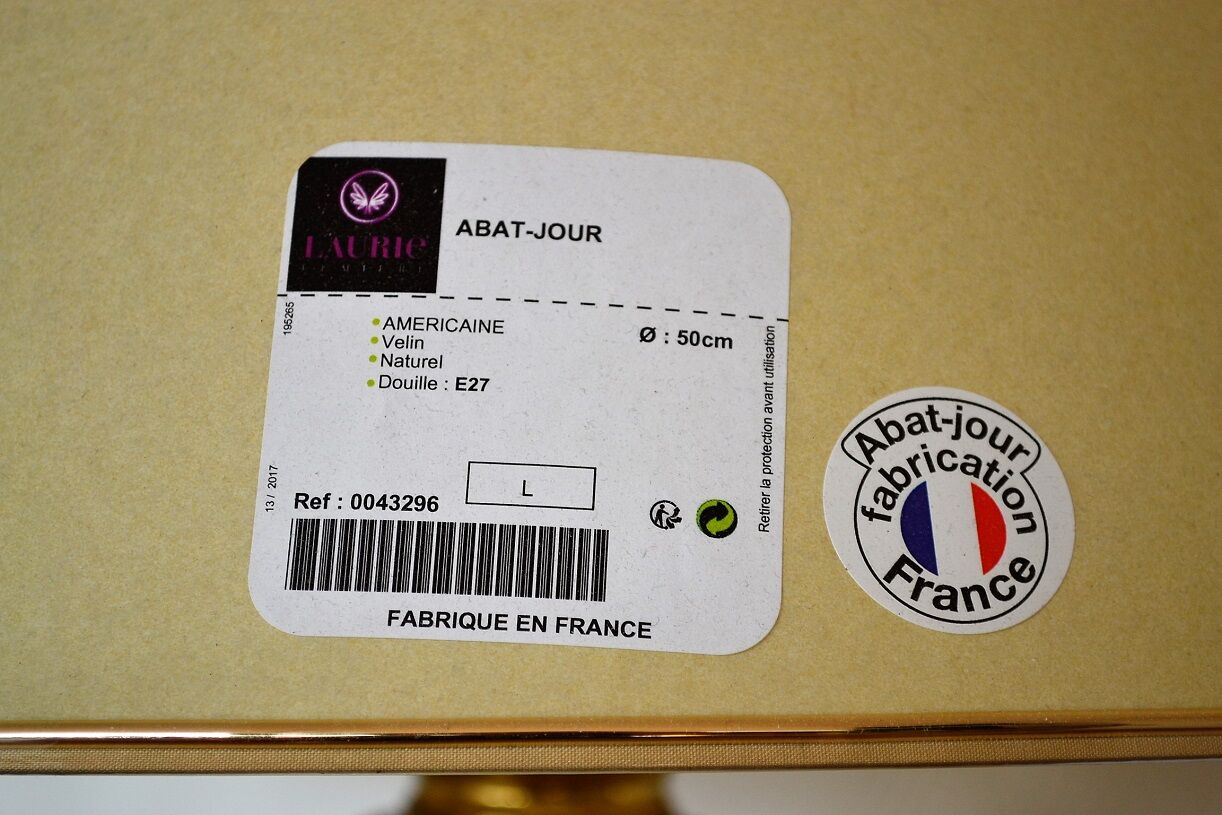 LAURIE
LUMIERE
ABAT-JOUR
195265
AMERICAINE
Velin
Naturel
Douille : E27
Ø : 50cm
Retirer la protection avant utilisation
13 / 2017
Ref : 0043296
L
FABRIQUE EN FRANCE
Abat-jour
fabrication
France